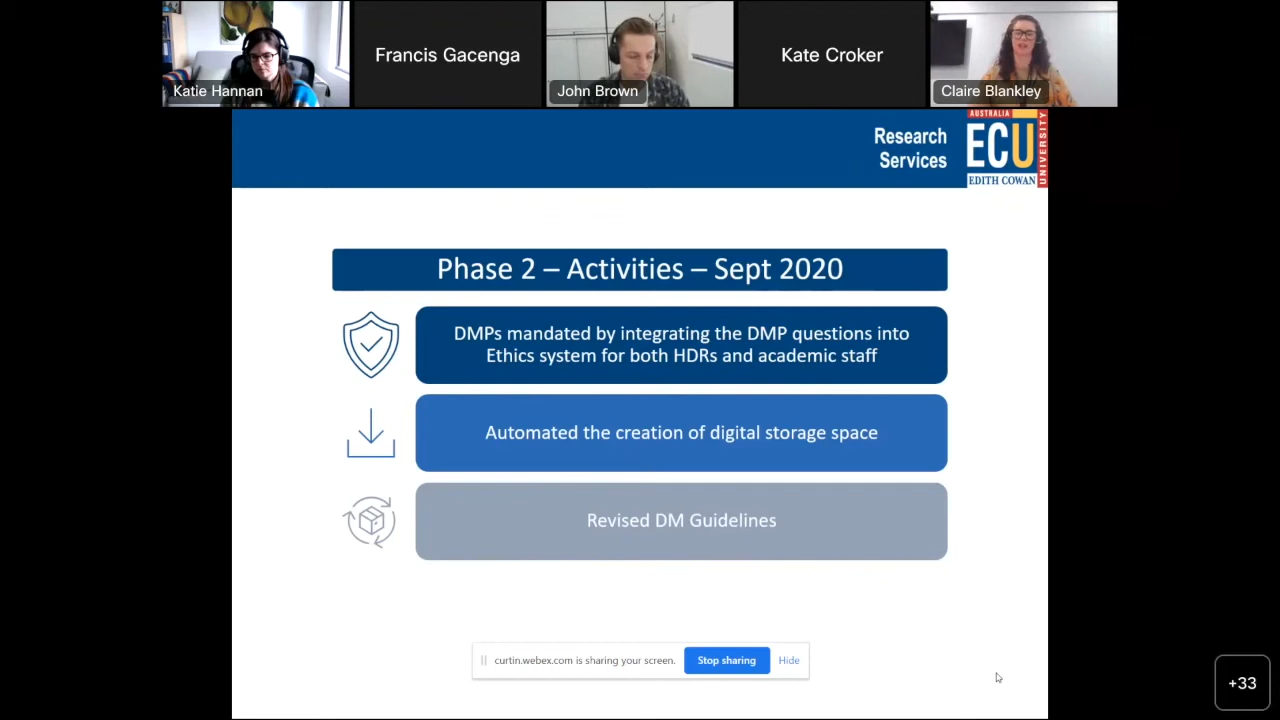 Katie Hannan
Francis Gacenga
John Brown
Kate Croker
Claire Blankley
Research
Services
AUSTRALIA
ECU
EDITH COWAN
UNIVERSITY
Phase 2 – Activities – Sept 2020
DMPs mandated by integrating the DMP questions into
Ethics system for both HDRs and academic staff
Automated the creation of digital storage space
Revised DM Guidelines
curtin.webex.com is sharing your screen.
Stop sharing
Hide
+33